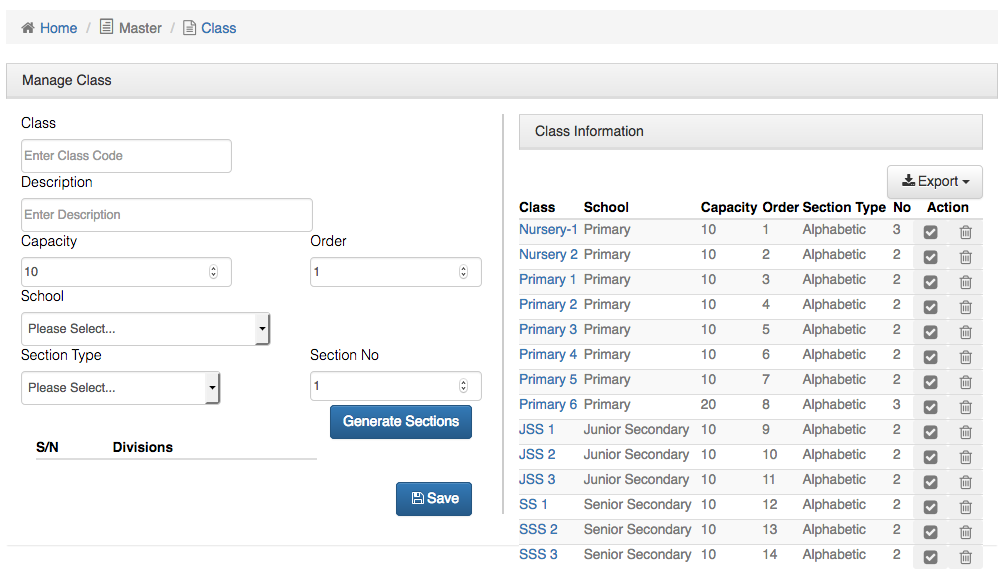 Home / Master / Class
Manage Class
Class
Enter Class Code
Description
Enter Description
Capacity Order
10 1
School
Please Select...
Section Type Section No
Please Select... 1
Generate Sections
S/N Divisions
Save
Class Information
Export
Class School Capacity Order Section Type No Action
Nursery-1 Primary 10 1 Alphabetic 3
Nursery 2 Primary 10 2 Alphabetic 2
Primary 1 Primary 10 3 Alphabetic 2
Primary 2 Primary 10 4 Alphabetic 2
Primary 3 Primary 10 5 Alphabetic 2
Primary 4 Primary 10 6 Alphabetic 2
Primary 5 Primary 10 7 Alphabetic 2
Primary 6 Primary 20 8 Alphabetic 3
JSS 1 Junior Secondary 10 9 Alphabetic 2
JSS 2 Junior Secondary 10 10 Alphabetic 2
JSS 3 Junior Secondary 10 11 Alphabetic 2
SS 1 Senior Secondary 10 12 Alphabetic 2
SSS 2 Senior Secondary 10 13 Alphabetic 2
SSS 3 Senior Secondary 10 14 Alphabetic 2